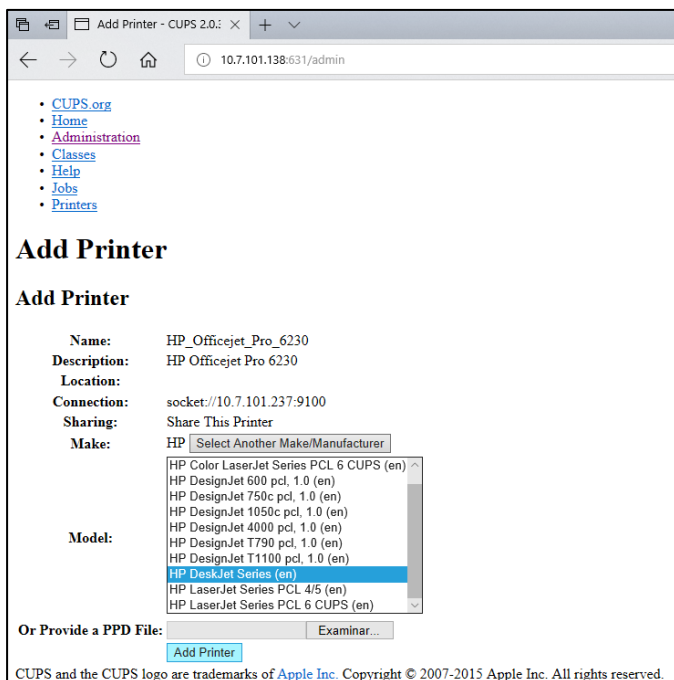 Add Printer - CUPS 2.0.:
10.7.101.138:631/admin
CUPS.org
Home
Administration
Classes
Help
Jobs
Printers
Add Printer
Add Printer
Name: HP_Officejet_Pro_6230
Description: HP Officejet Pro 6230
Location:
Connection: socket://10.7.101.237:9100
Sharing: Share This Printer
Make: HP Select Another Make/Manufacturer
HP Color LaserJet Series PCL 6 CUPS (en)
HP DesignJet 600 pcl, 1.0 (en)
HP DesignJet 750c pcl, 1.0 (en)
HP DesignJet 1050c pcl, 1.0 (en)
HP DesignJet 4000 pcl, 1.0 (en)
Model: HP DesignJet T790 pcl, 1.0 (en)
HP DesignJet T1100 pcl, 1.0 (en)
HP DeskJet Series (en)
HP LaserJet Series PCL 4/5 (en)
HP LaserJet Series PCL 6 CUPS (en)
Or Provide a PPD File: Examinar...
Add Printer
CUPS and the CUPS logo are trademarks of Apple Inc. Copyright © 2007-2015 Apple Inc. All rights reserved.